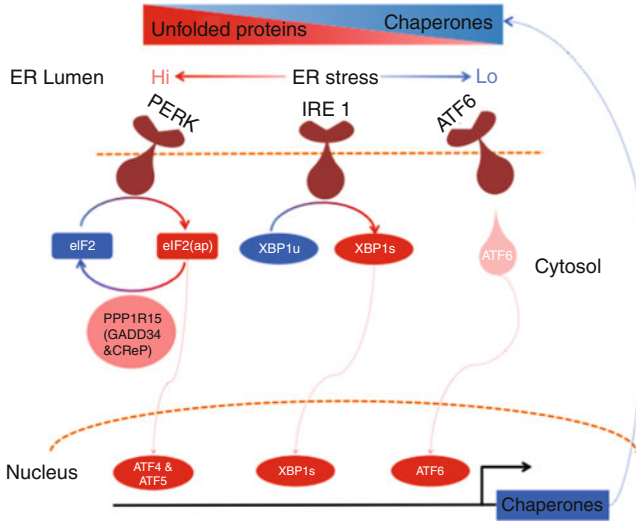 Chaperones
Unfolded proteins
ER Lumen
Hi
ER stress
Lo
PERK
IRE 1
ATF6
eIF2
eIF2(ap)
XBP1u
XBP1s
ATF6
Cytosol
PPP1R15
(GADD34
&CReP)
Nucleus
ATF4 &
ATF5
XBP1s
ATF6
Chaperones